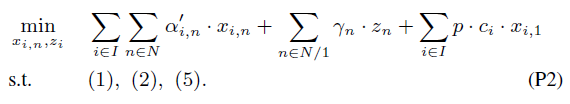 min ∑ ∑ α′i,n · xi,n + ∑ γn · zn + ∑ p · ci · xi,1
xi,n,zi i∈I n∈N n∈N/1 i∈I
s.t. (1), (2), (5). (P2)